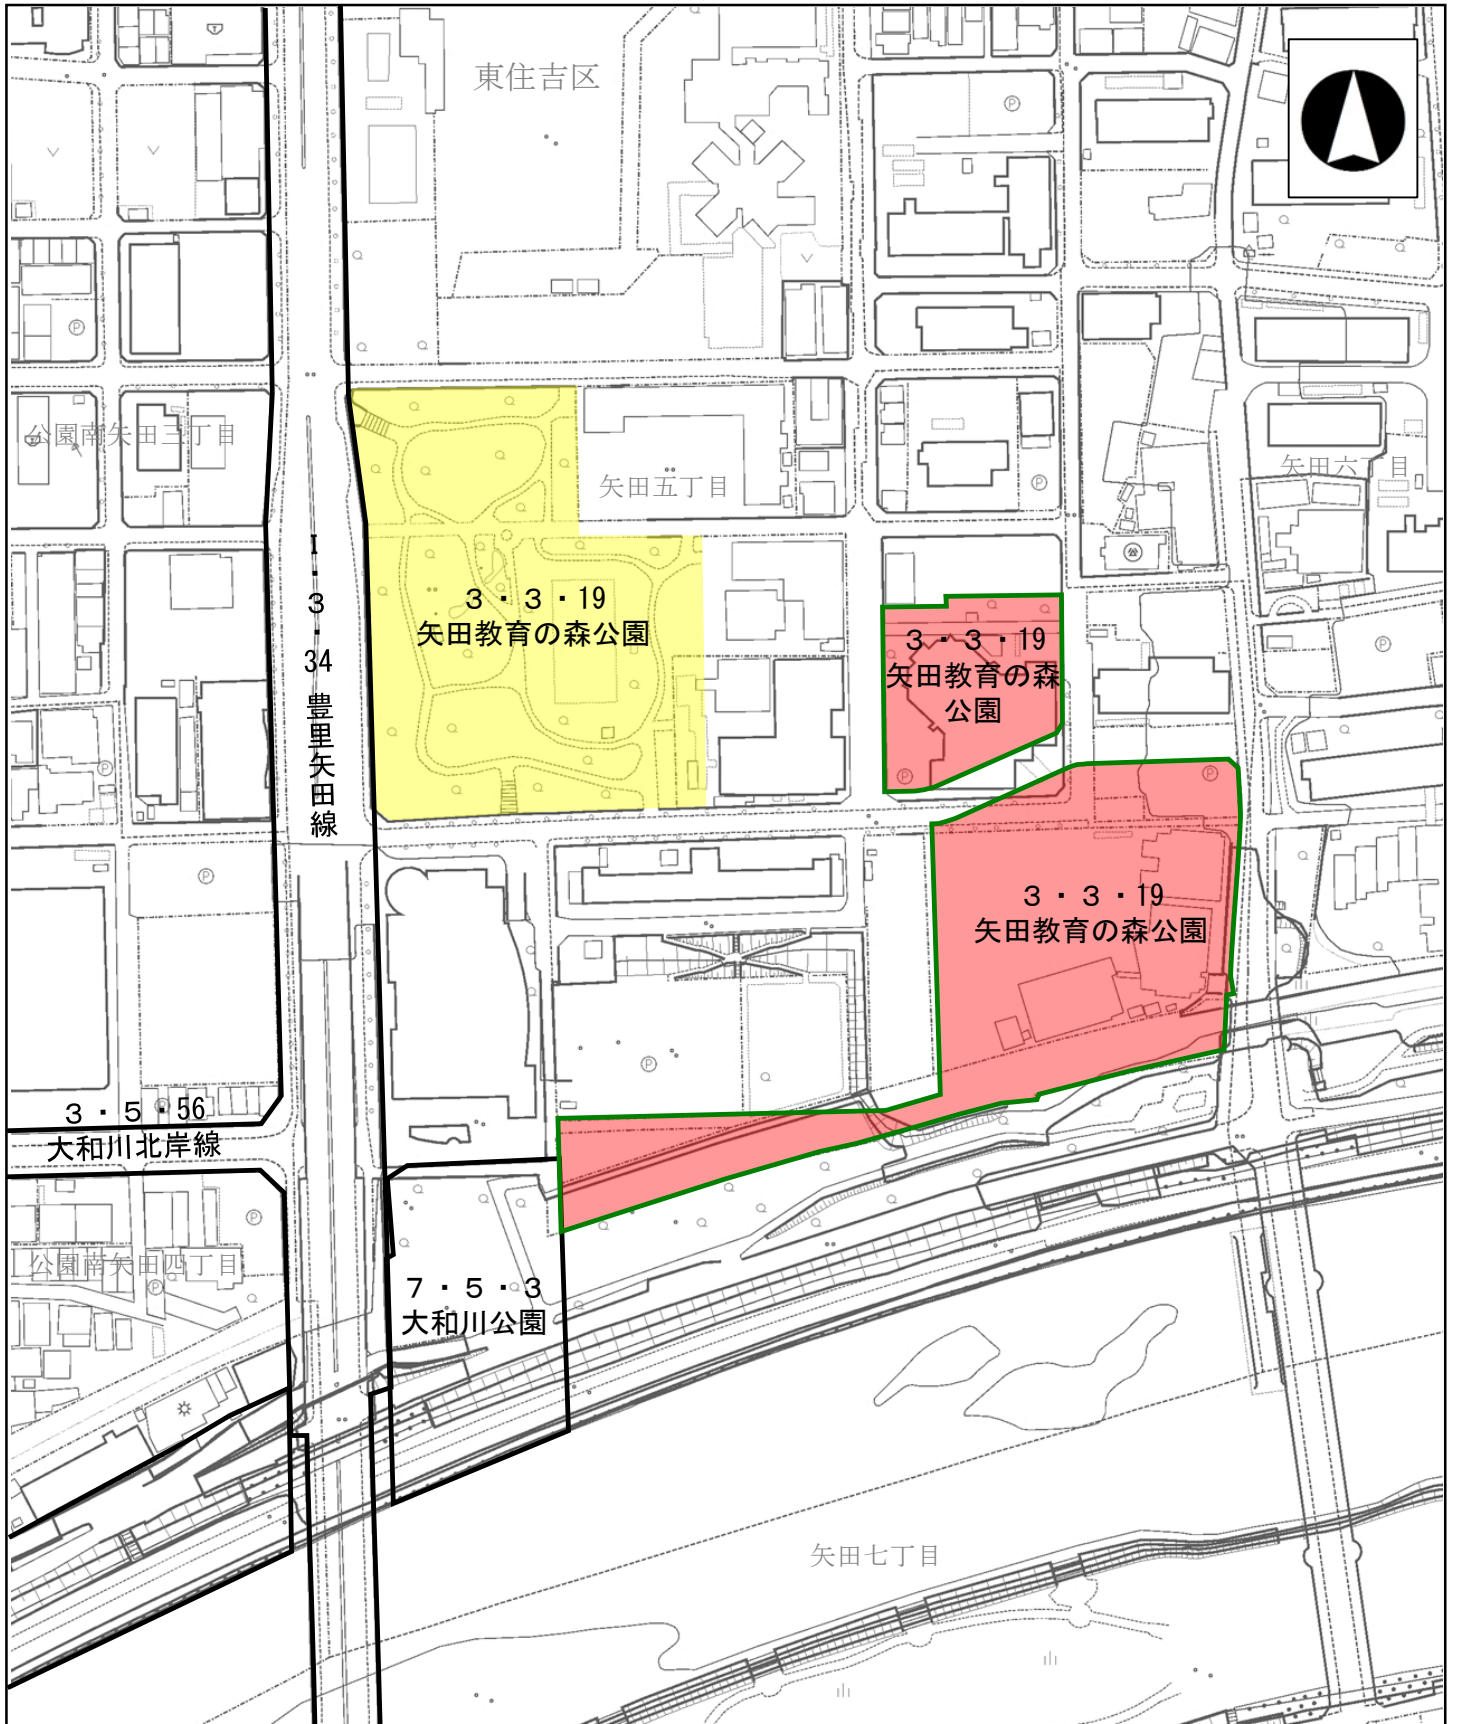 東住吉区
公園南矢田三丁目
矢田五丁目
矢田六丁目
3・3・19
矢田教育の森公園
3・3・19
矢田教育の森
公園
I・3・34 豊里矢田線
3・3・19
矢田教育の森公園
3・5・56
大和川北岸線
公園南矢田四丁目
7・5・3
大和川公園
矢田七丁目
P
P
P
P
P
P
P
P
P
P
P
公